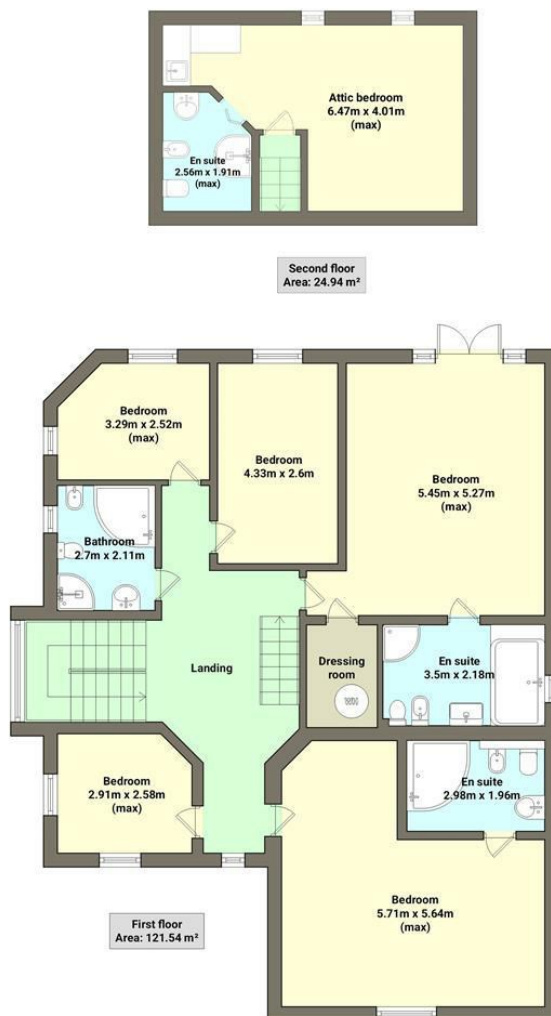 Attic bedroom
6.47m x 4.01m
(max)
En suite
2.56m x 1.91m
(max)
Second floor
Area: 24.94 m²
Bedroom
3.29m x 2.52m
(max)
Bedroom
4.33m x 2.6m
Bedroom
5.45m x 5.27m
(max)
Bathroom
2.7m x 2.11m
Landing
Dressing
room
WH
En suite
3.5m x 2.18m
Bedroom
2.91m x 2.58m
(max)
En suite
2.98m x 1.96m
Bedroom
5.71m x 5.64m
(max)
First floor
Area: 121.54 m²